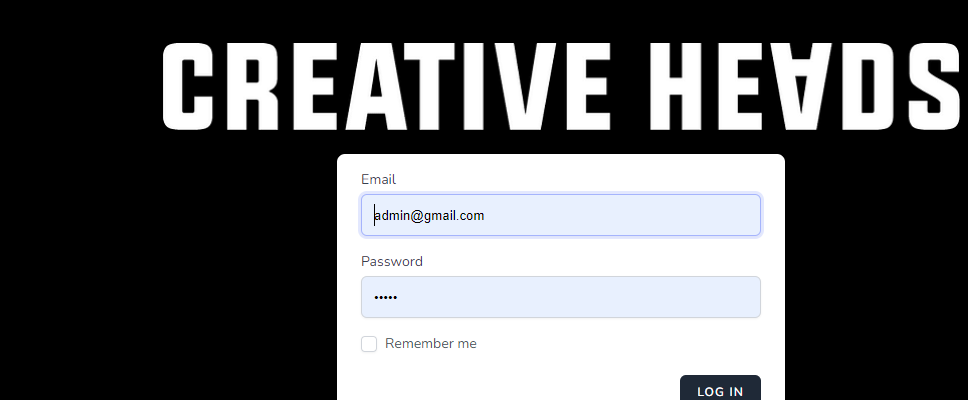 CREATIVE HEADS
Email
admin@gmail.com
Password
•••••
Remember me
LOG IN